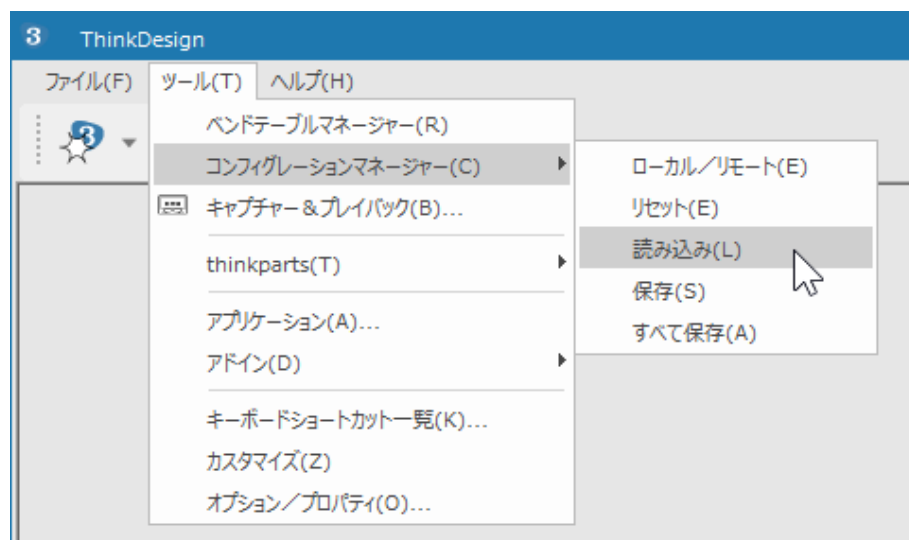 3 ThinkDesign
ファイル(F) ツール(T) ヘルプ(H)
3
ベンドテーブルマネージャー(R)
コンフィグレーションマネージャー(C)
キャプチャー&プレイバック(B)...
thinkparts(T)
アプリケーション(A)...
アドイン(D)
キーボードショートカット一覧(K)...
カスタマイズ(Z)
オプション/プロパティ(O)...
ローカル/リモート(E)
リセット(E)
読み込み(L)
保存(S)
すべて保存(A)